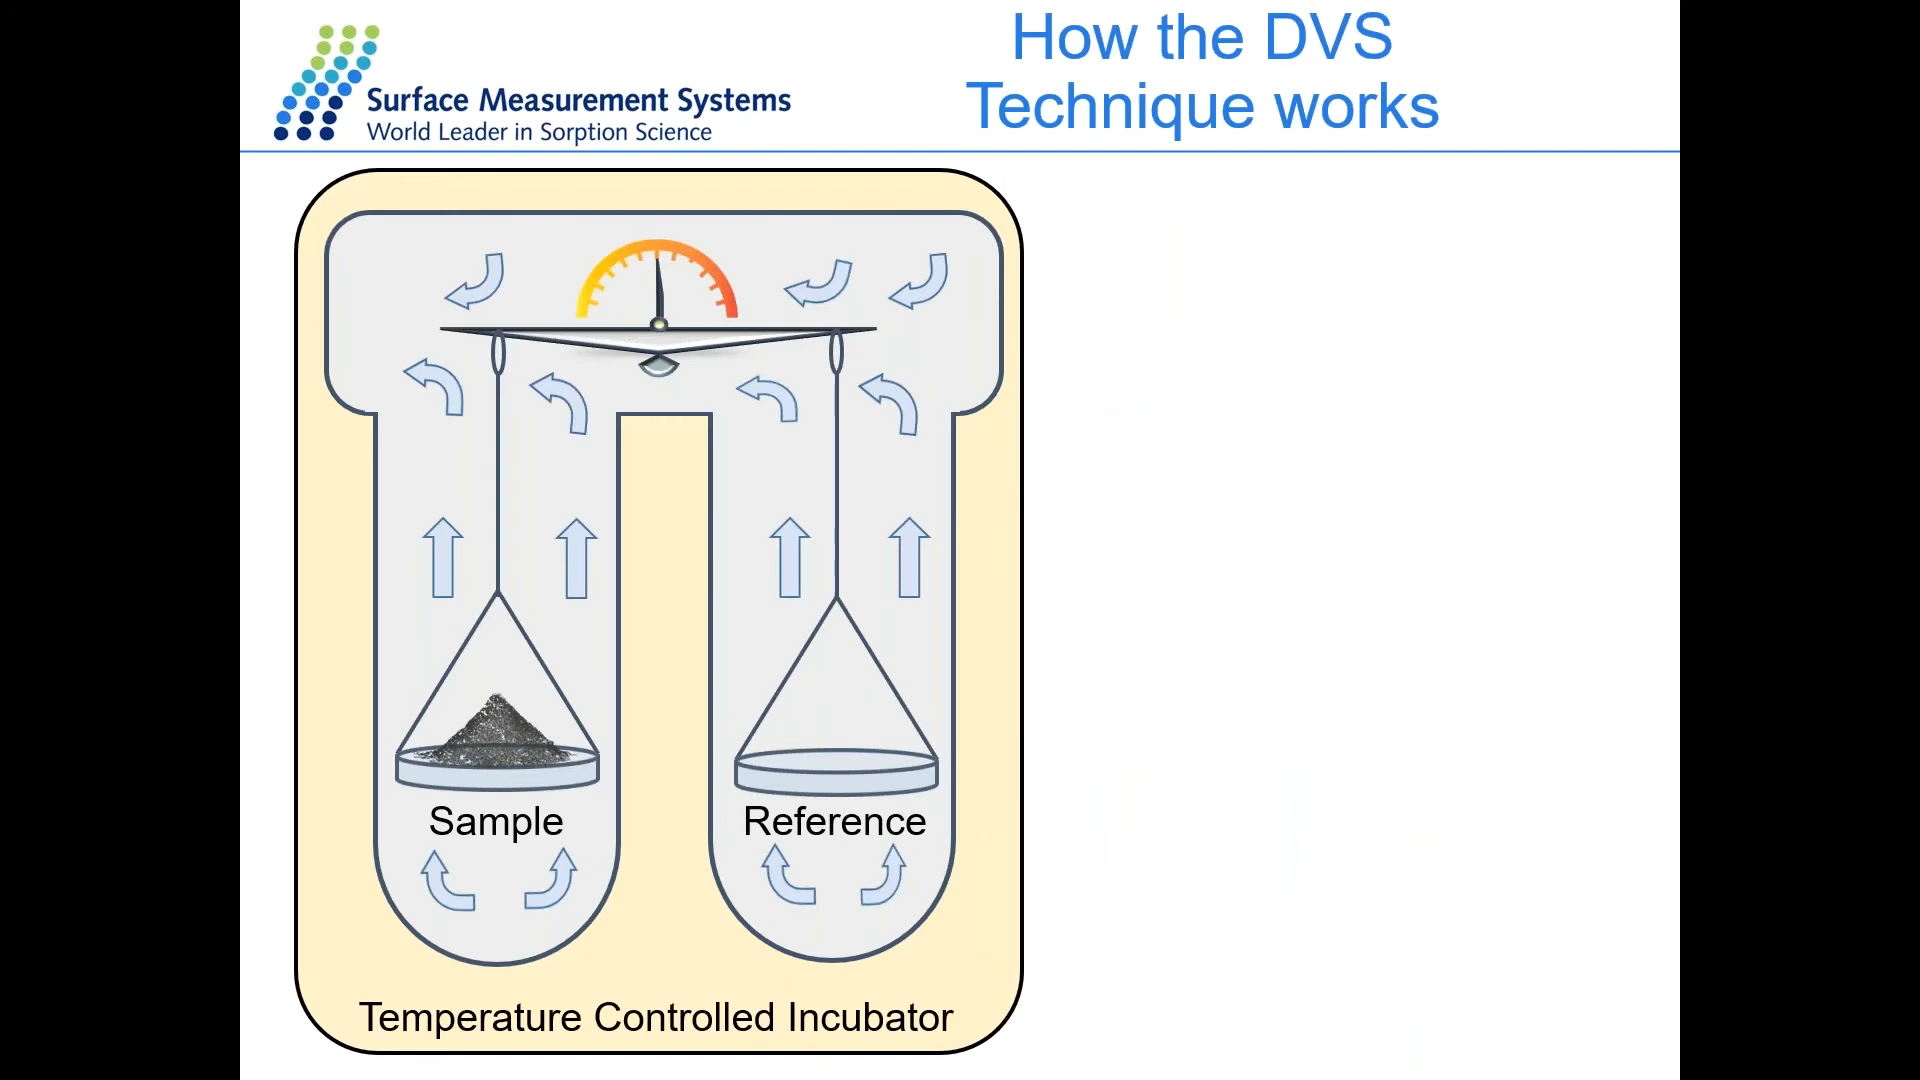 Surface Measurement Systems
World Leader in Sorption Science
How the DVS
Technique works
Sample
Reference
Temperature Controlled Incubator